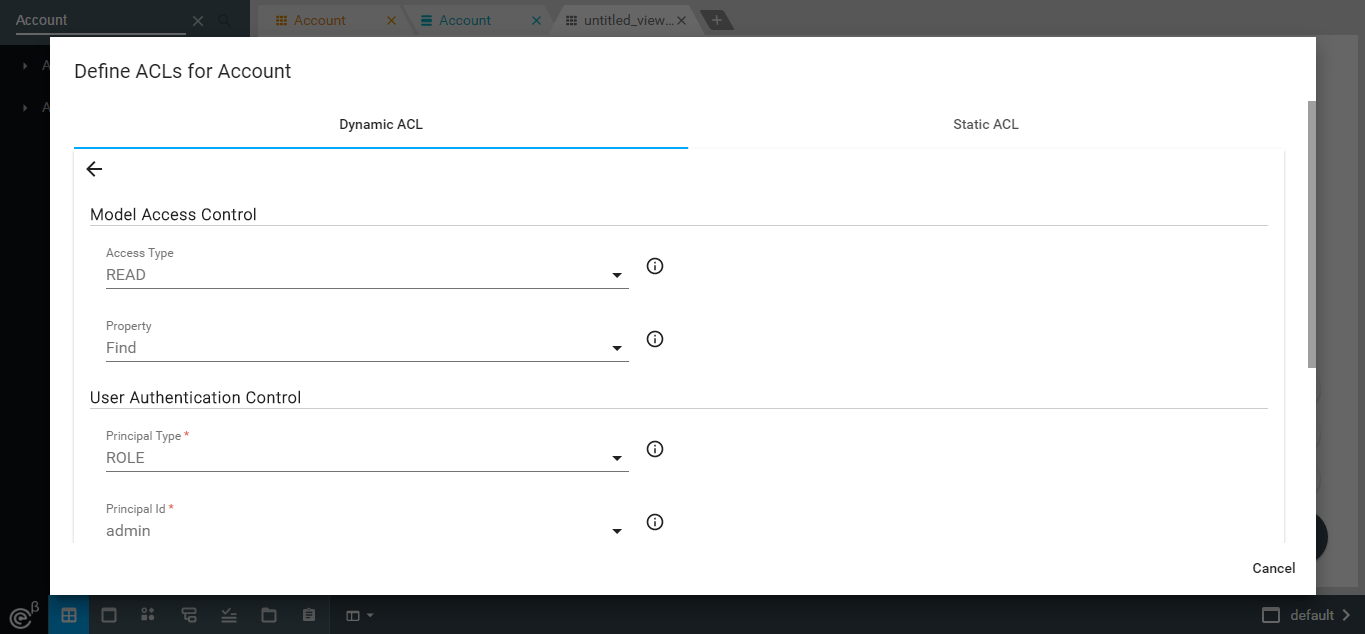 Account
Account
Account
untitled_view...
A
A
Define ACLs for Account
Dynamic ACL
Static ACL
Model Access Control
Access Type
READ
Property
Find
User Authentication Control
Principal Type *
ROLE
Principal Id *
admin
Cancel
β
default